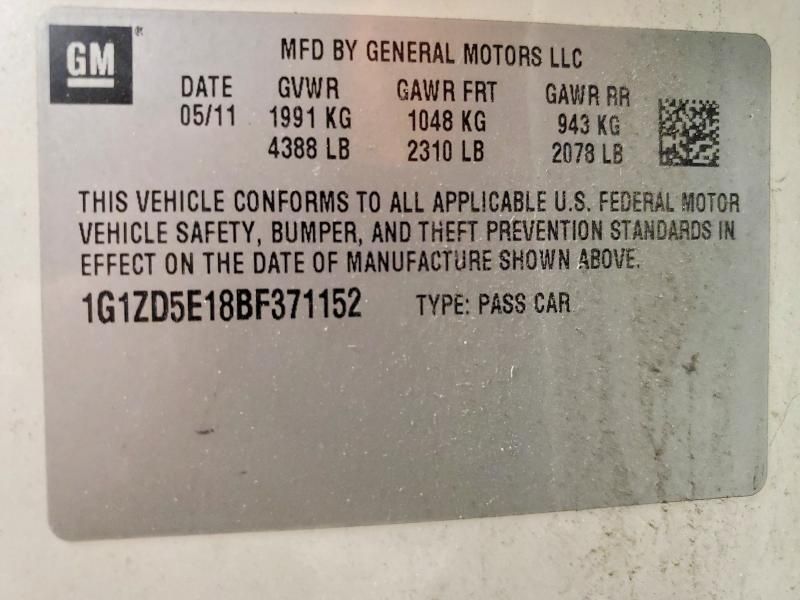 GM
MFD BY GENERAL MOTORS LLC
DATE GVWR GAWR FRT GAWR RR
05/11 1991 KG 1048 KG 943 KG
4388 LB 2310 LB 2078 LB
THIS VEHICLE CONFORMS TO ALL APPLICABLE U.S. FEDERAL MOTOR
VEHICLE SAFETY, BUMPER, AND THEFT PREVENTION STANDARDS IN
EFFECT ON THE DATE OF MANUFACTURE SHOWN ABOVE.
1G1ZD5E18BF371152 TYPE: PASS CAR